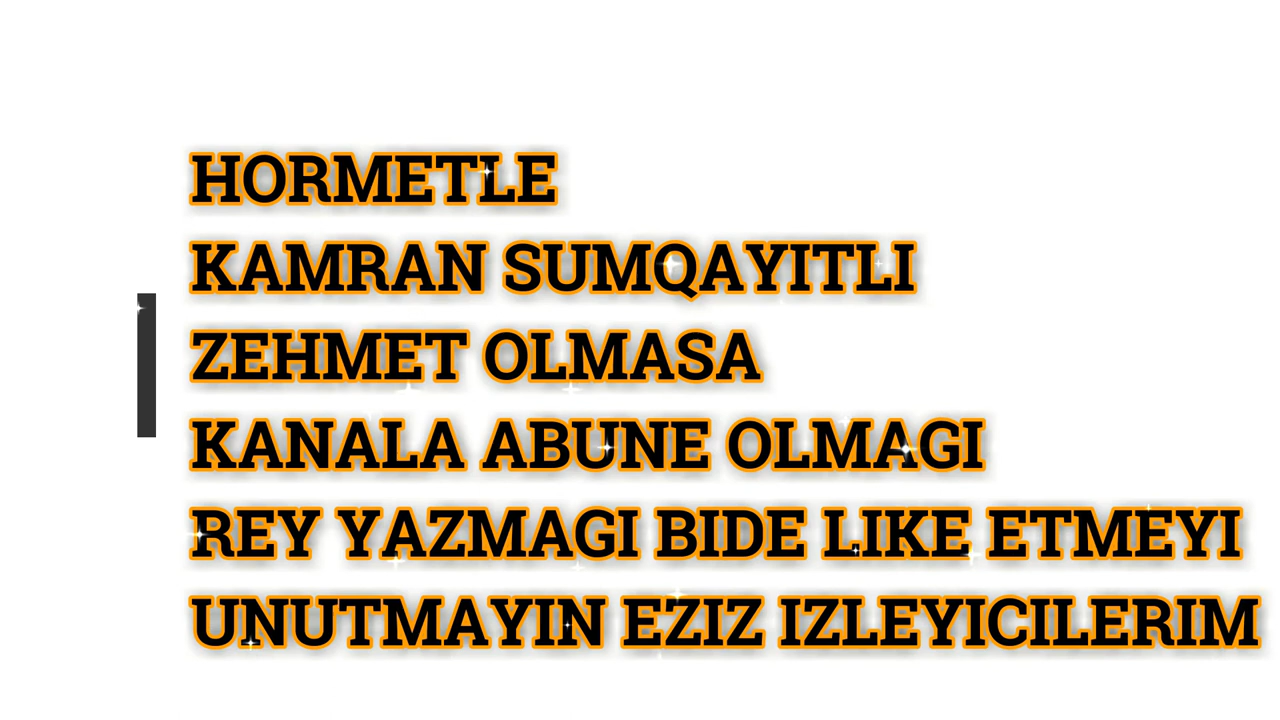 HORMETLE
KAMRAN SUMQAYITLI
ZEHMET OLMASA
KANALA ABUNE OLMAGI
REY YAZMAGI BIDE LIKE ETMEYI
UNUTMAYIN EZIZ IZLEYICILERIM